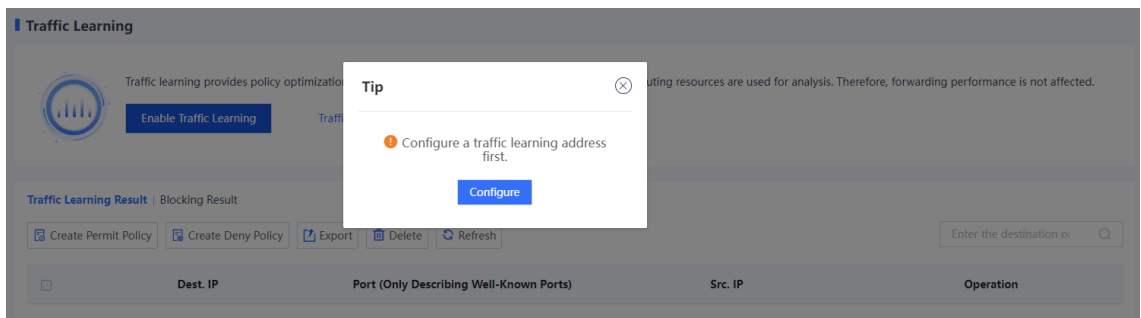 Traffic Learning
Traffic learning provides policy optimizatio
uting resources are used for analysis. Therefore, forwarding performance is not affected.
Enable Traffic Learning
Traffi
Tip
Configure a traffic learning address
first.
Configure
Traffic Learning Result | Blocking Result
Create Permit Policy
Create Deny Policy
Export
Delete
Refresh
Enter the destination o
Dest. IP
Port (Only Describing Well-Known Ports)
Src. IP
Operation